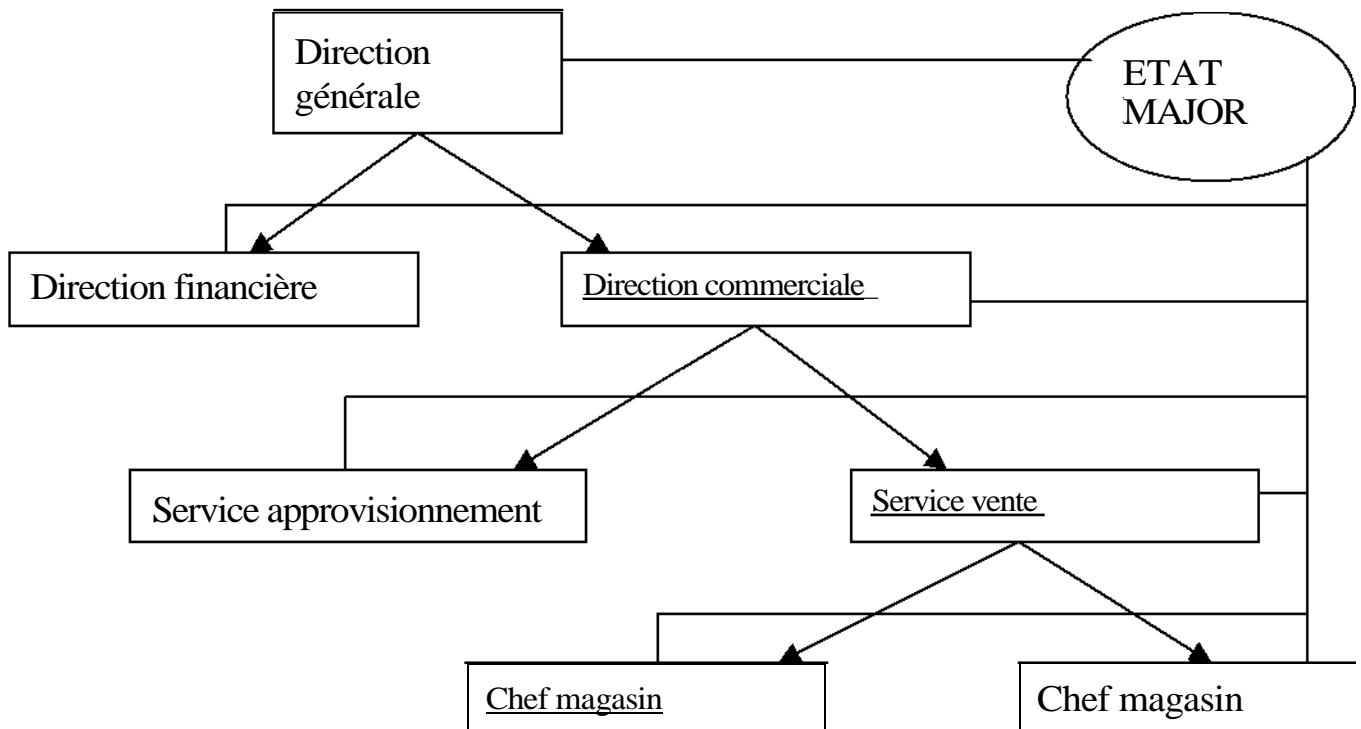 Direction
générale
ETAT
MAJOR
Direction financière
Direction commerciale
Service approvisionnement
Service vente
Chef magasin
Chef magasin